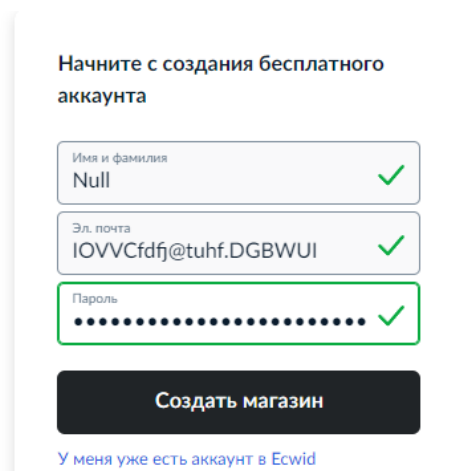 Начните с создания бесплатного
аккаунта
Имя и фамилия
Null
Эл. почта
IOVVCfdfj@tuhf.DGBWUI
Пароль
••••••••••••••••••••••••
Создать магазин
У меня уже есть аккаунт в Ecwid